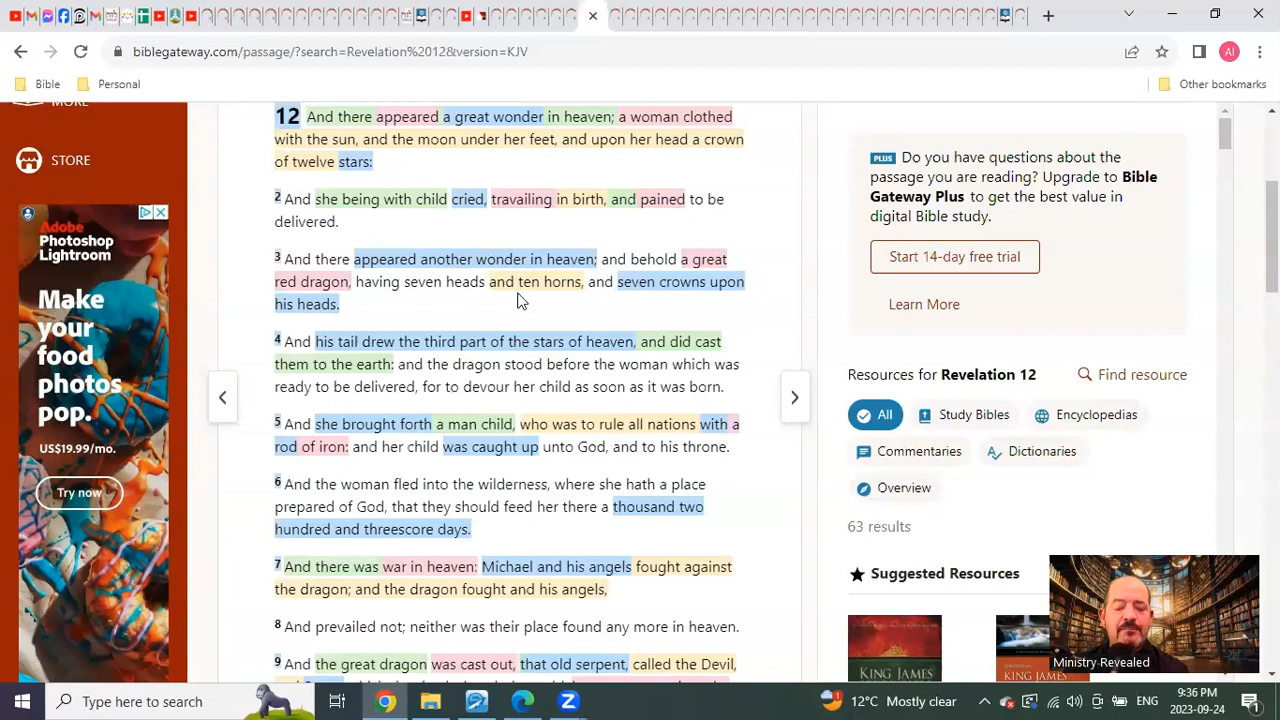 biblegateway.com/passage/?search=Revelation%2012&version=KJV
AI
Bible
Personal
Other bookmarks
MORE
STORE
Adobe
Photoshop
Lightroom
Make
your
food
photos
pop.
US$19.99/mo.
Try now
12 And there appeared a great wonder in heaven; a woman clothed
with the sun, and the moon under her feet, and upon her head a crown
of twelve stars:
2 And she being with child cried, travailing in birth, and pained to be
delivered.
3 And there appeared another wonder in heaven; and behold a great
red dragon, having seven heads and ten horns, and seven crowns upon
his heads.
4 And his tail drew the third part of the stars of heaven, and did cast
them to the earth: and the dragon stood before the woman which was
ready to be delivered, for to devour her child as soon as it was born.
5 And she brought forth a man child, who was to rule all nations with a
rod of iron: and her child was caught up unto God, and to his throne.
6 And the woman fled into the wilderness, where she hath a place
prepared of God, that they should feed her there a thousand two
hundred and threescore days.
7 And there was war in heaven: Michael and his angels fought against
the dragon; and the dragon fought and his angels,
8 And prevailed not; neither was their place found any more in heaven.
9 And the great dragon was cast out, that old serpent, called the Devil,
PLUS Do you have questions about the
passage you are reading? Upgrade to Bible
Gateway Plus to get the best value in
digital Bible study.
Start 14-day free trial
Learn More
Resources for Revelation 12
Find resource
All
Study Bibles
Encyclopedias
Commentaries
Dictionaries
Overview
63 results
Suggested Resources
KING JAMES
KING JAMES
Ministry Revealed
Type here to search
1
12°C Mostly clear
ENG
9:36 PM
2023-09-24
1